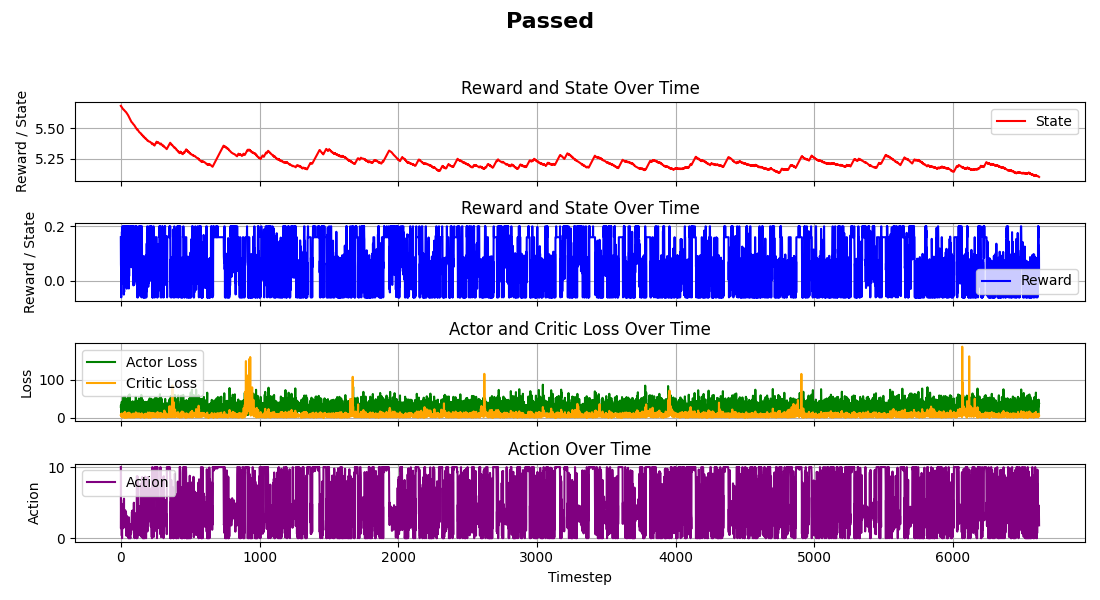 Passed
Reward and State Over Time
Reward / State
5.50
5.25
State
Reward and State Over Time
Reward / State
0.2
0.0
Reward
Actor and Critic Loss Over Time
Loss
100
0
Actor Loss
Critic Loss
Action Over Time
Action
10
0
Action
0 1000 2000 3000 4000 5000 6000
Timestep